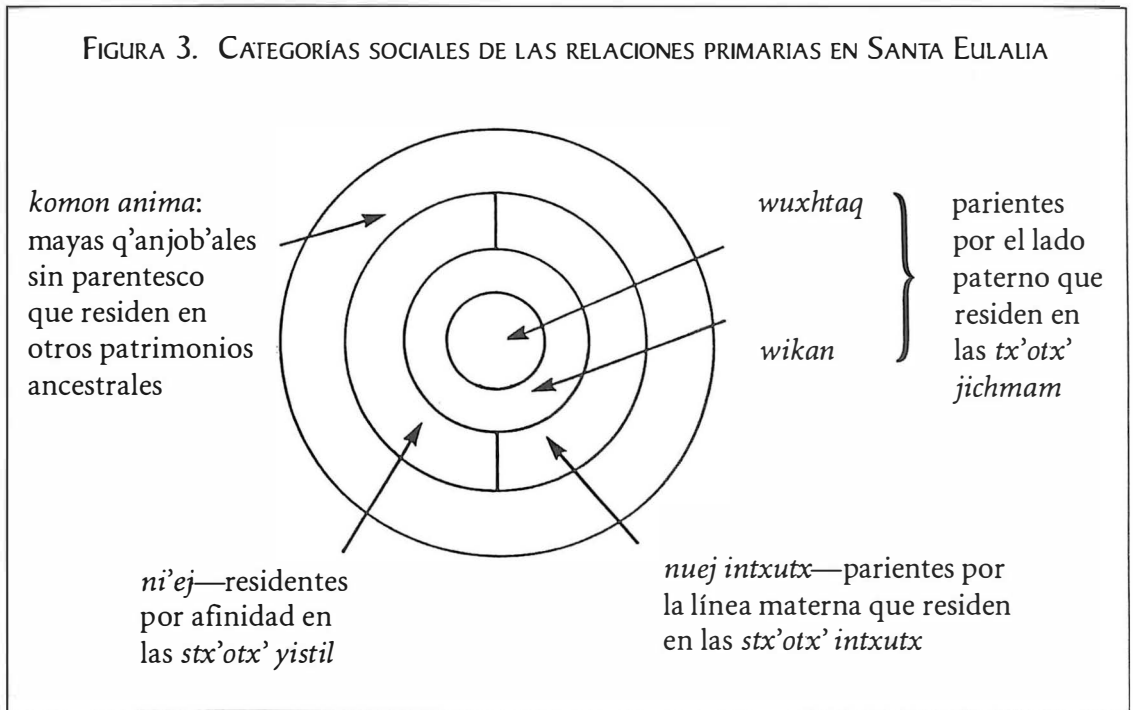 FIGURA 3. CATEGORÍAS SOCIALES DE LAS RELACIONES PRIMARIAS EN SANTA EULALIA
komon anima:
mayas q'anjob'ales
sin parentesco
que residen en
otros patrimonios
ancestrales
wuxhtaq
wikan
parientes
por el lado
paterno que
residen en
las tx'otx'
jichmam
ni'ej—residentes
por afinidad en
las stx'otx' yistil
nuej intxutx—parientes por
la línea materna que residen
en las stx'otx' intxutx